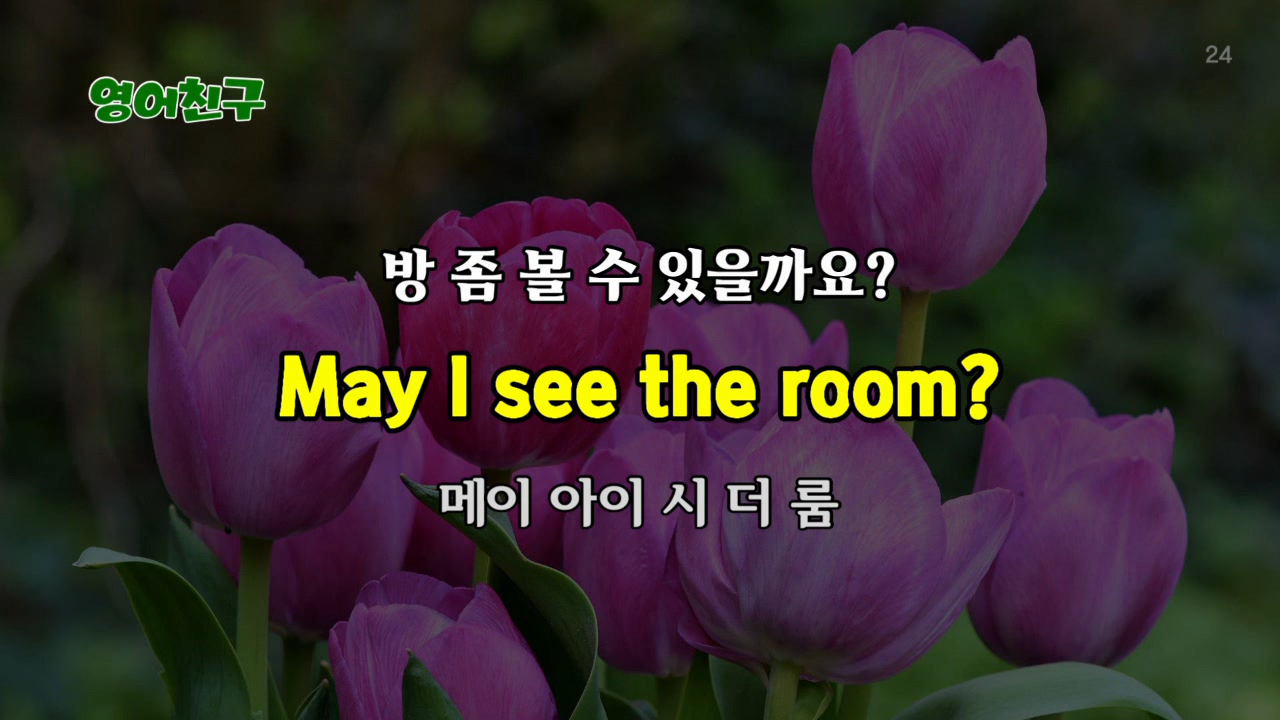 24
영어친구
방 좀 볼 수 있을까요?
May I see the room?
메이 아이 시 더 룸